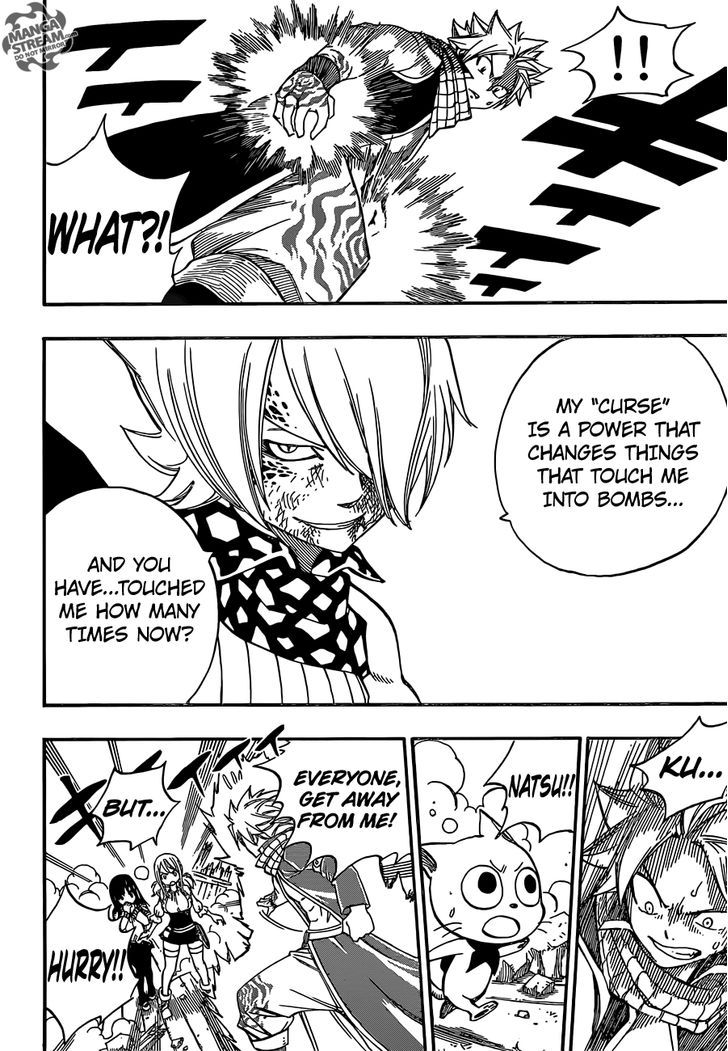 MANGA
STREAM.COM
DO NOT MIRROR
!!
WHAT?!
MY "CURSE"
IS A POWER THAT
CHANGES THINGS
THAT TOUCH ME
INTO BOMBS...
AND YOU
HAVE...TOUCHED
ME HOW MANY
TIMES NOW?
KU...
NATSU!!
EVERYONE,
GET AWAY
FROM ME!
BUT...
HURRY!!